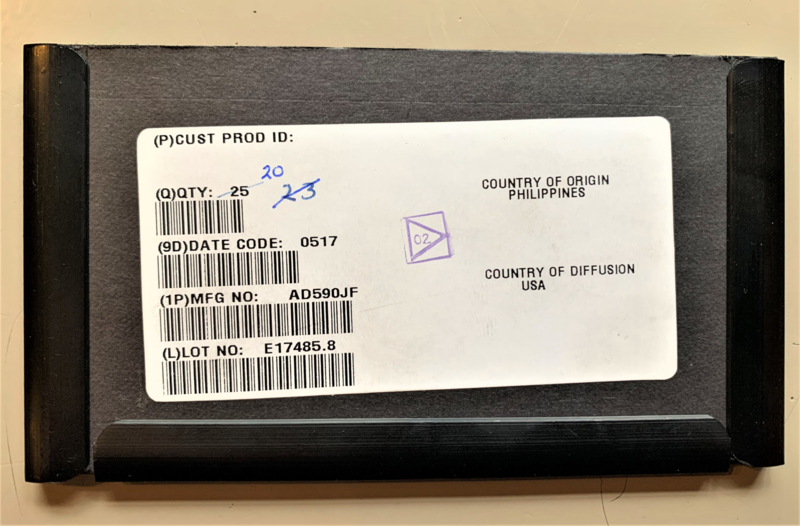 (P)CUST PROD ID:
20
(Q)QTY: 25 23
(9D)DATE CODE: 0517
(1P)MFG NO: AD590JF
(L)LOT NO: E17485.8
COUNTRY OF ORIGIN
PHILIPPINES
02
COUNTRY OF DIFFUSION
USA